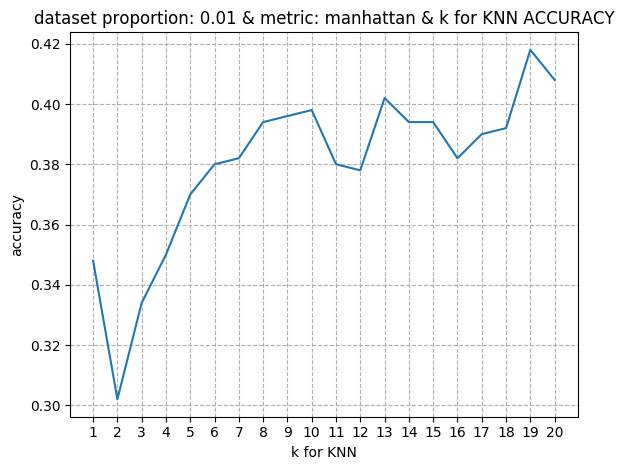 dataset proportion: 0.01 & metric: manhattan & k for KNN ACCURACY
0.42
0.40
0.38
0.36
0.34
0.32
0.30
accuracy
1 2 3 4 5 6 7 8 9 10 11 12 13 14 15 16 17 18 19 20
k for KNN